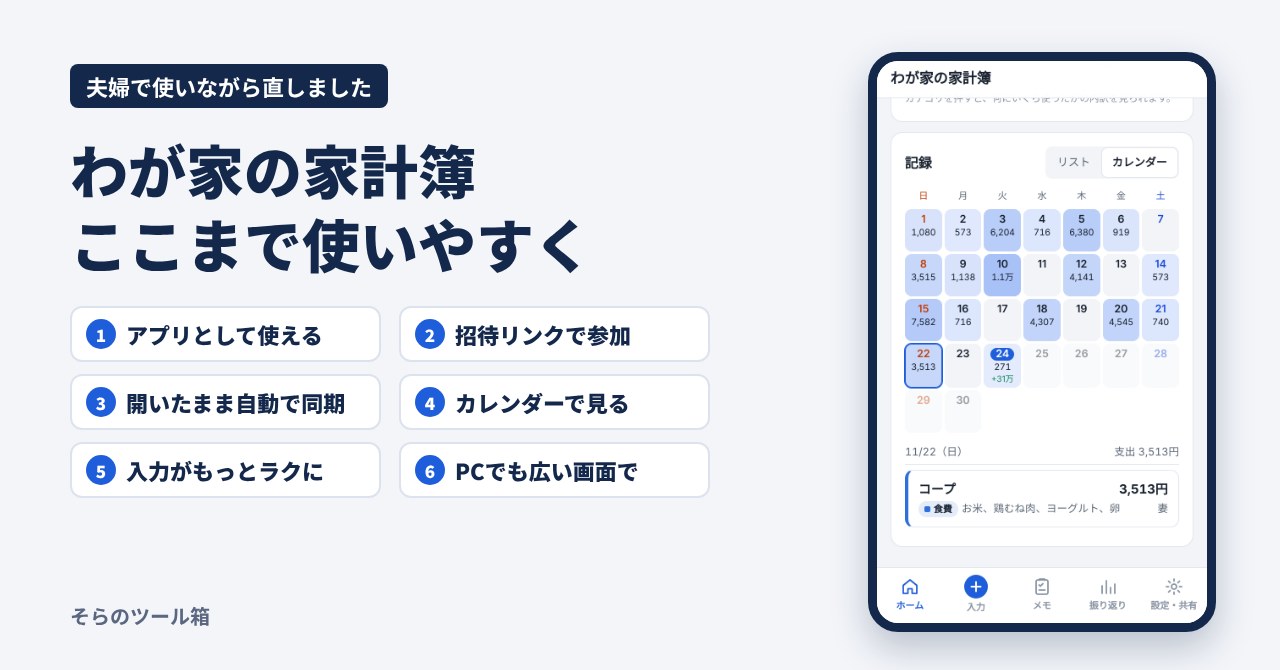 夫婦で使いながら直しました
わが家の家計簿
ここまで使いやすく
1 アプリとして使える
2 招待リンクで参加
3 開いたまま自動で同期
4 カレンダーで見る
5 入力がもっとラクに
6 PCでも広い画面で
そらのツール箱
わが家の家計簿
記録
リスト カレンダー
日 月 火 水 木 金 土
1 2 3 4 5 6 7
1,080 573 6,204 716 6,380 919
8 9 10 11 12 13 14
3,515 1,138 1.1万 4,141 573
15 16 17 18 19 20 21
7,582 716 4,307 4,545 740
22 23 24 25 26 27 28
3,513 271
+31万
29 30
11/22（日） 支出 3,513円
コープ 3,513円
食費 お米、鶏むね肉、ヨーグルト、卵 妻
ホーム 入力 メモ 振り返り 設定・共有